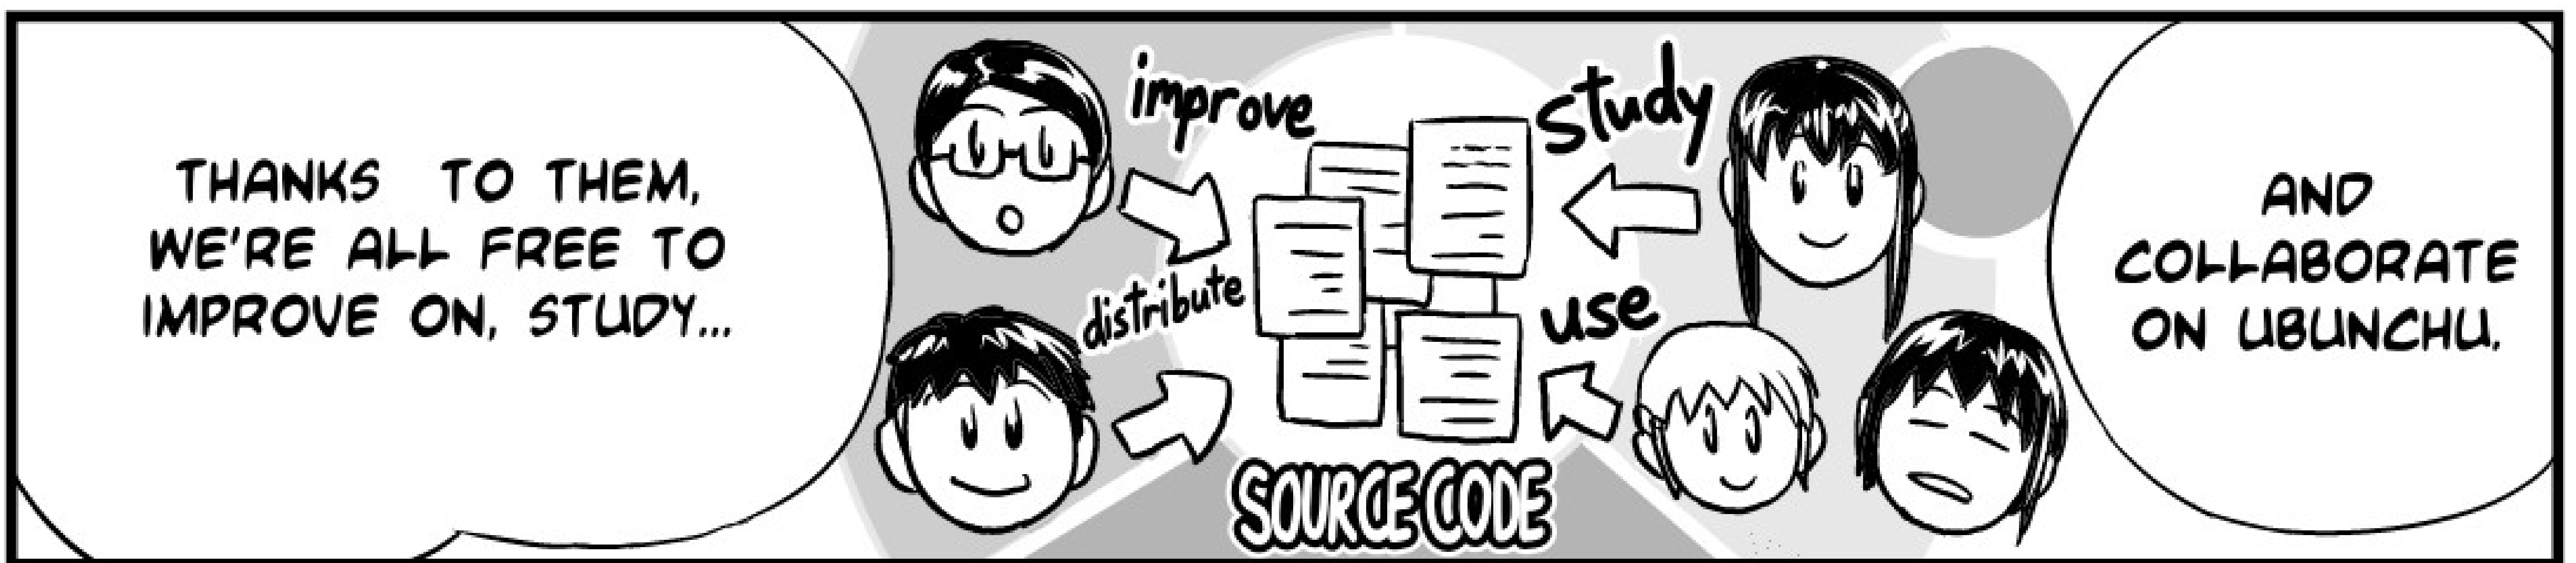 THANKS TO THEM,
WE'RE ALL FREE TO
IMPROVE ON, STUDY...
improve
study
distribute
use
SOURCE CODE
AND
COLLABORATE
ON UBUNCHU.